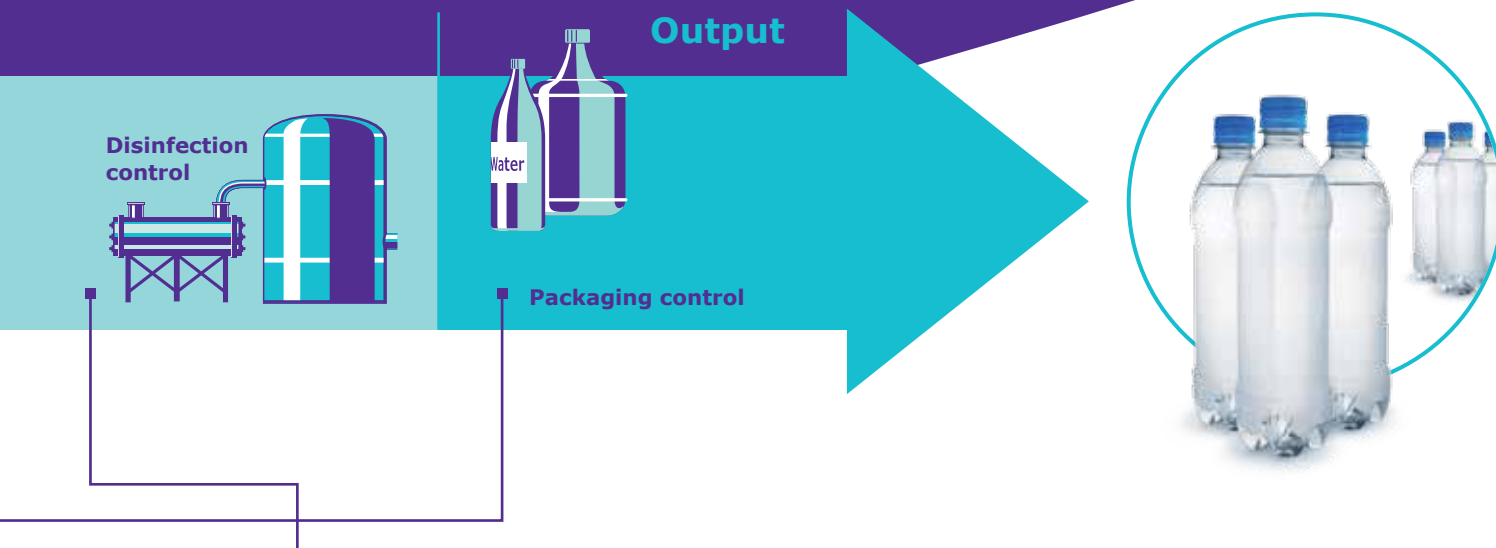 Output
Disinfection
control
Water
Packaging control